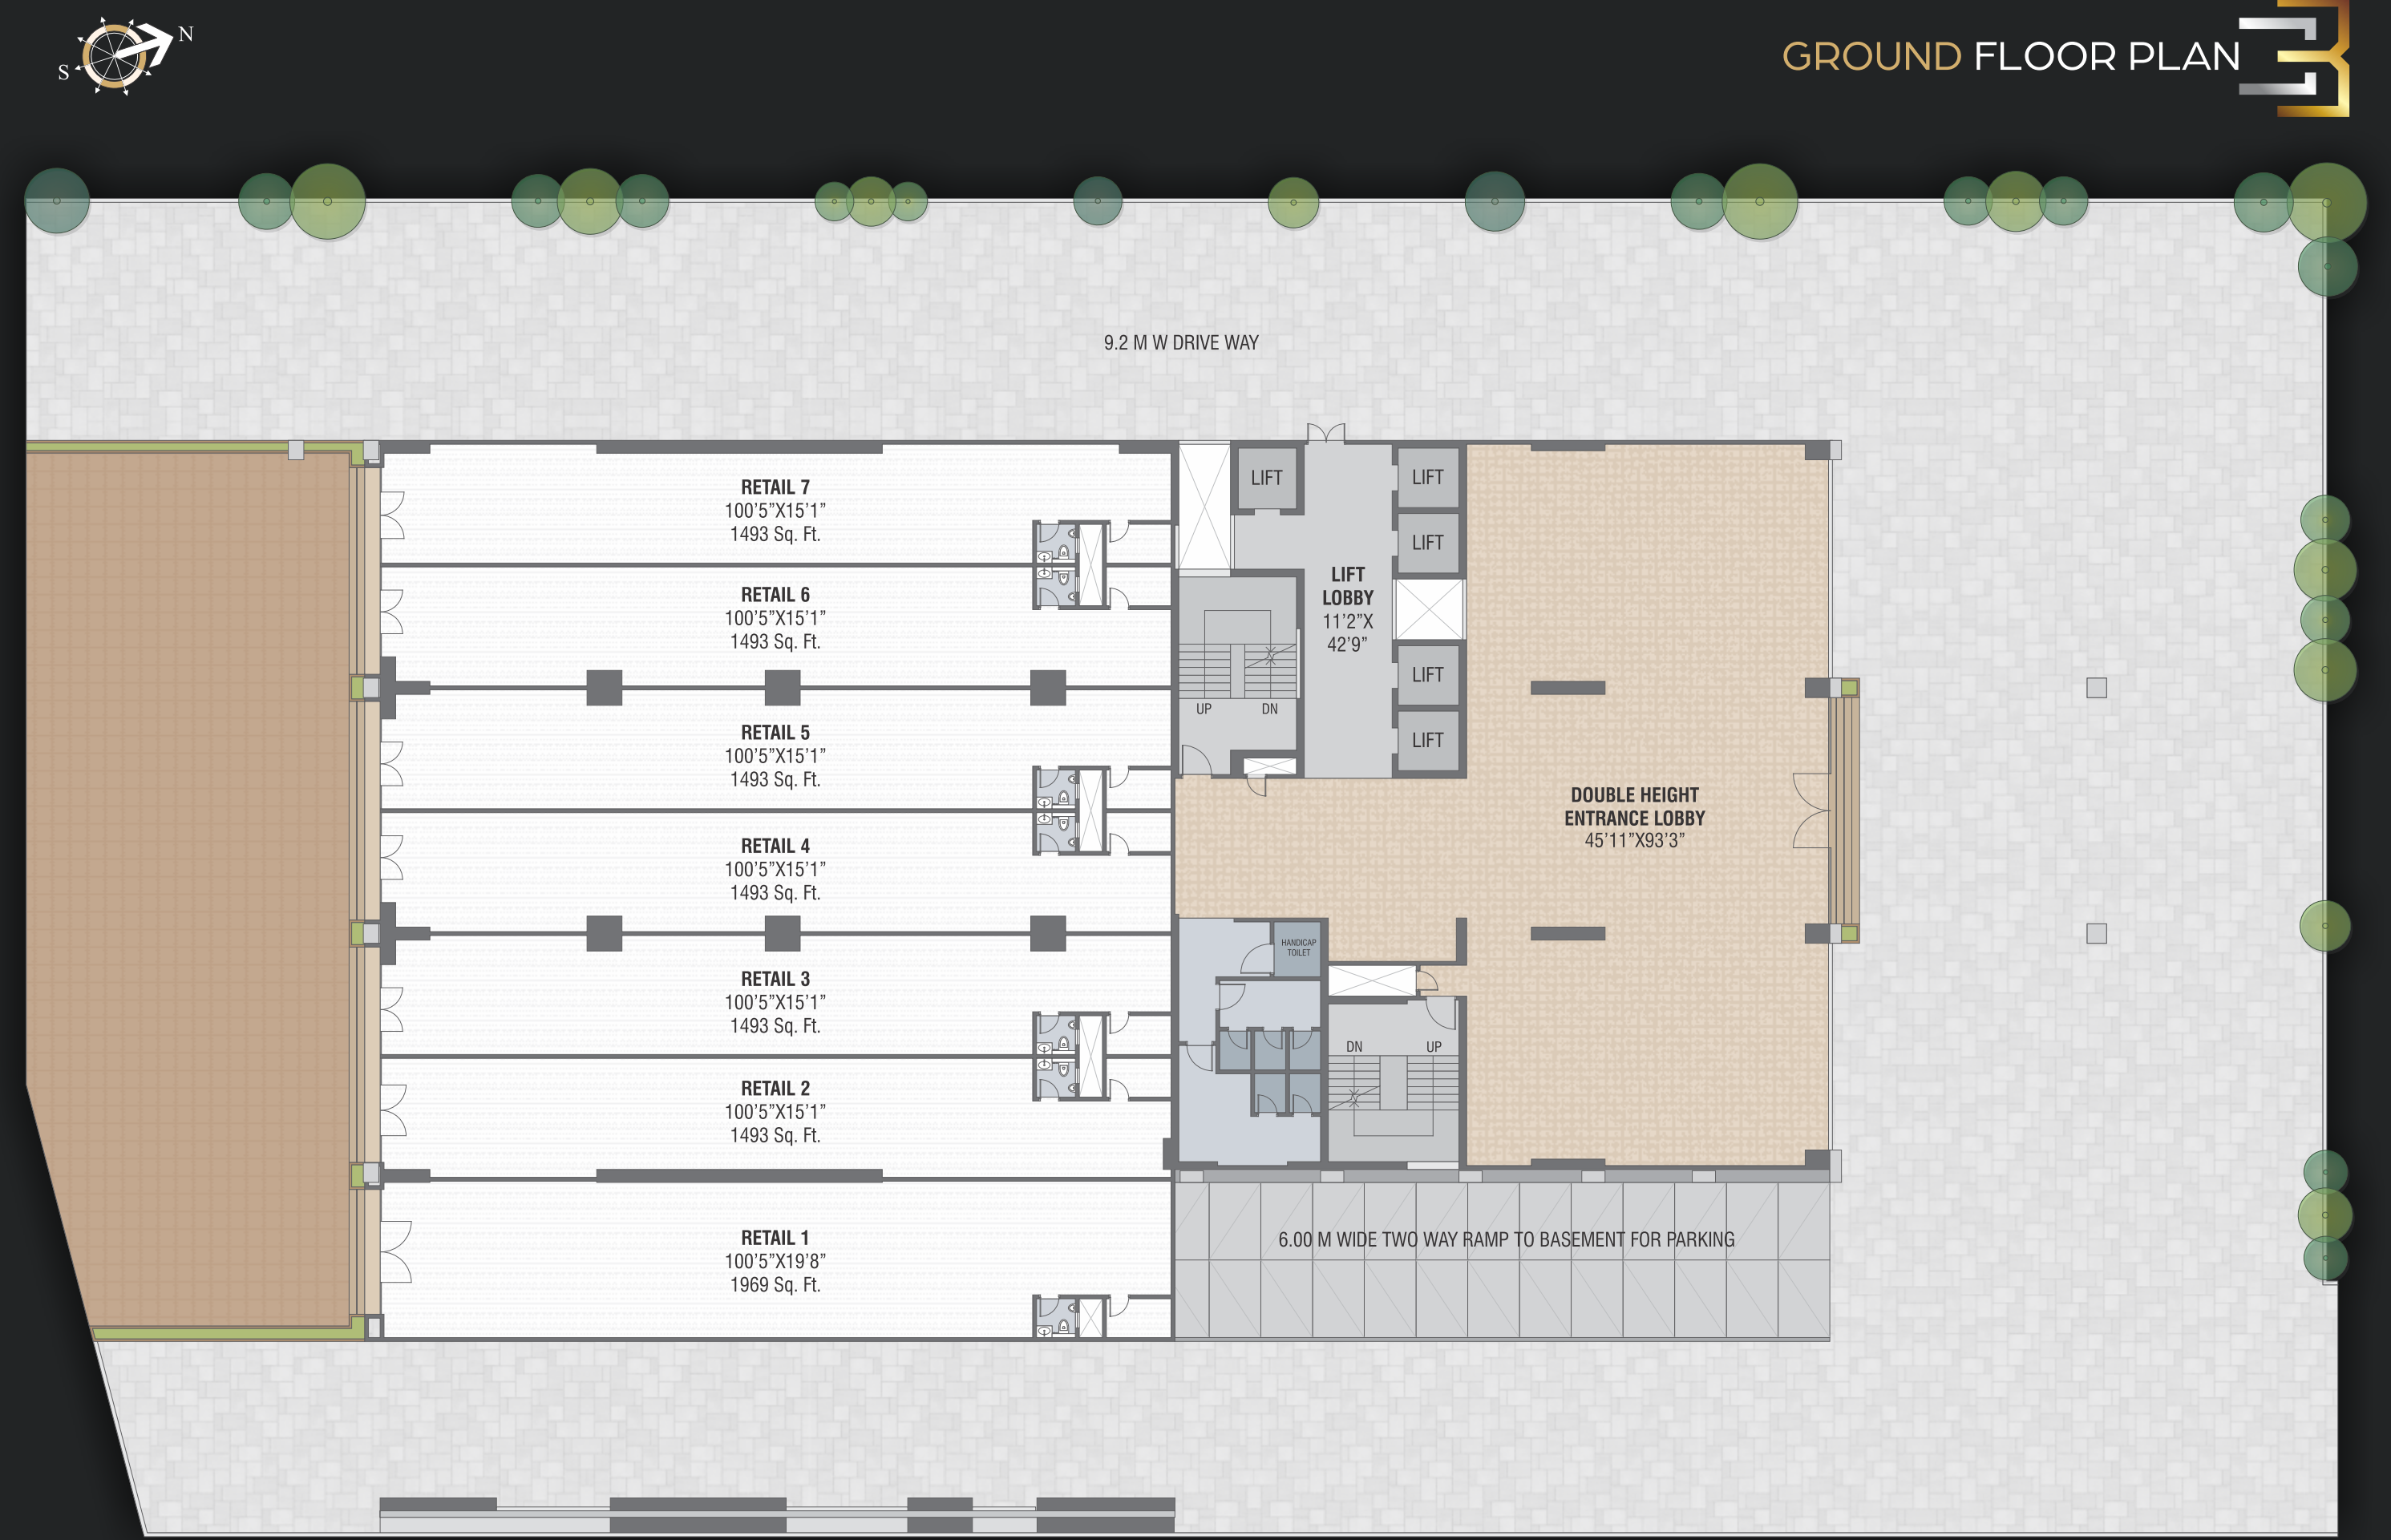 N
S
GROUND FLOOR PLAN
9.2 M W DRIVE WAY
RETAIL 7
100'5"X15'1"
1493 Sq. Ft.
RETAIL 6
100'5"X15'1"
1493 Sq. Ft.
RETAIL 5
100'5"X15'1"
1493 Sq. Ft.
RETAIL 4
100'5"X15'1"
1493 Sq. Ft.
RETAIL 3
100'5"X15'1"
1493 Sq. Ft.
RETAIL 2
100'5"X15'1"
1493 Sq. Ft.
RETAIL 1
100'5"X19'8"
1969 Sq. Ft.
LIFT
LIFT
LIFT
LIFT
LOBBY
11'2"X
42'9"
LIFT
LIFT
UP
DN
DOUBLE HEIGHT
ENTRANCE LOBBY
45'11"X93'3"
HANDICAP
TOILET
DN
UP
6.00 M WIDE TWO WAY RAMP TO BASEMENT FOR PARKING